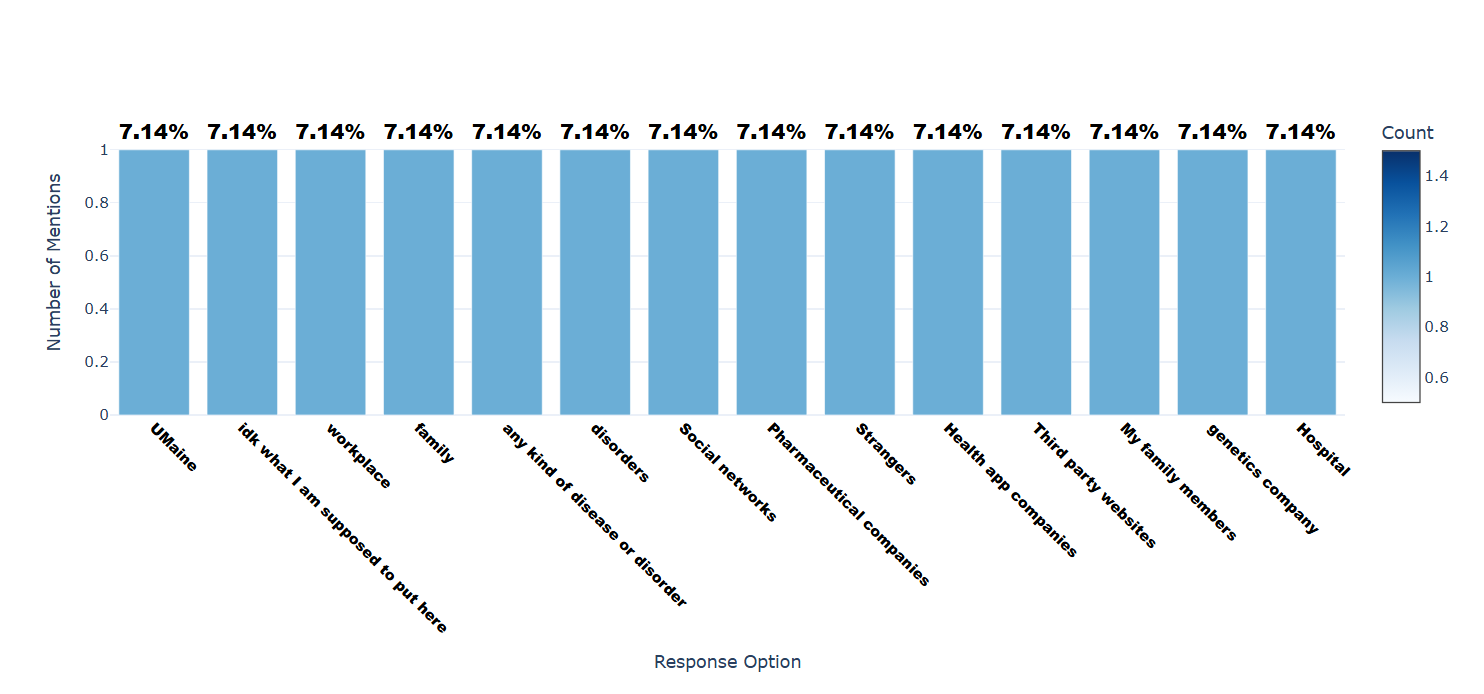 7.14% 7.14% 7.14% 7.14% 7.14% 7.14% 7.14% 7.14% 7.14% 7.14% 7.14% 7.14% 7.14% 7.14%
Number of Mentions
1
0.8
0.6
0.4
0.2
0
UMaine
idk what I am supposed to put here
workplace
family
any kind of disease or disorder
disorders
Social networks
Pharmaceutical companies
Strangers
Health app companies
Third party websites
My family members
genetics company
Hospital
Response Option
Count
1.4
1.2
1
0.8
0.6